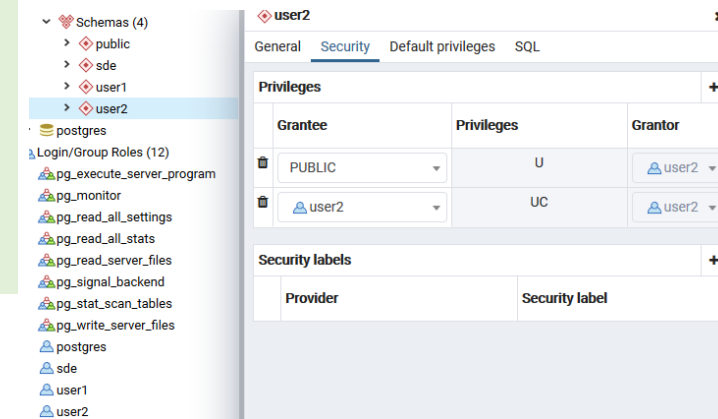 Schemas (4)
public
sde
user1
user2
postgres
Login/Group Roles (12)
pg_execute_server_program
pg_monitor
pg_read_all_settings
pg_read_all_stats
pg_read_server_files
pg_signal_backend
pg_stat_scan_tables
pg_write_server_files
postgres
sde
user1
user2
user2
General Security Default privileges SQL
Privileges
Grantee Privileges Grantor
PUBLIC U user2
user2 UC user2
Security labels
Provider Security label